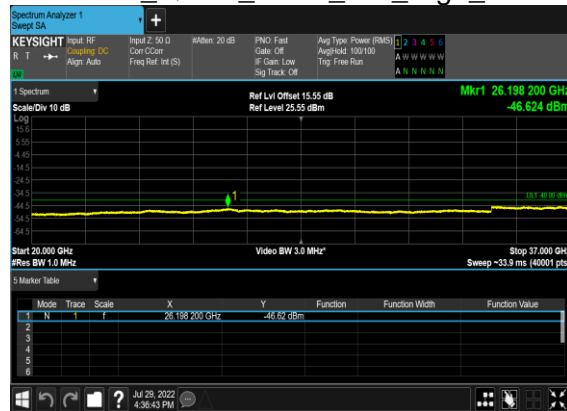 Spectrum Analyzer 1
Swept SA
+
KEYSIGHT Input: RF Input Z: 50 Ω #Atten: 20 dB PNO: Fast Avg Type: Power (RMS) 1 2 3 4 5 6
R T Coupling: DC Corr CCorr Gate: Off Avg|Hold: 100/100 A W W W W W
Align: Auto Freq Ref: Int (S) IF Gain: Low Trig: Free Run
LW Sig Track: Off A N N N N N
1 Spectrum Ref Lvl Offset 15.55 dB Mkr1 26.198 200 GHz
Scale/Div 10 dB Ref Level 25.55 dBm -46.624 dBm
Log
15.6
5.55
-4.45
-14.5
-24.5
-34.5
1
DL1 -40.00 dBm
-44.5
-54.5
-64.5
Start 20.000 GHz Video BW 3.0 MHz* Stop 37.000 GHz
#Res BW 1.0 MHz Sweep ~33.9 ms (40001 pts)
5 Marker Table
Mode Trace Scale X Y Function Function Width Function Value
1 N 1 f 26.198 200 GHz -46.62 dBm
2
3
4
5
6
? Jul 29, 2022
4:36:43 PM